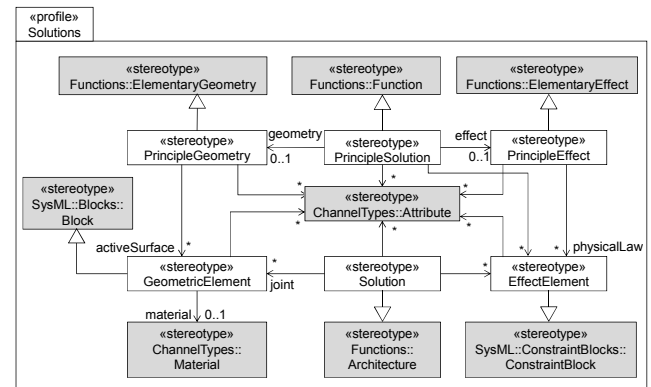 «profile»
Solutions
«stereotype»
Functions::ElementaryGeometry
«stereotype»
Functions::Function
«stereotype»
Functions::ElementaryEffect
«stereotype»
PrincipleGeometry
geometry
0..1
«stereotype»
PrincipleSolution
effect
0..1
«stereotype»
PrincipleEffect
«stereotype»
SysML::Blocks::
Block
*
*
*
«stereotype»
ChannelTypes::Attribute
*
*
*
activeSurface
*
*
*
physicalLaw
«stereotype»
GeometricElement
*
joint
«stereotype»
Solution
*
«stereotype»
EffectElement
material
0..1
«stereotype»
ChannelTypes::
Material
«stereotype»
Functions::
Architecture
«stereotype»
SysML::ConstraintBlocks::
ConstraintBlock